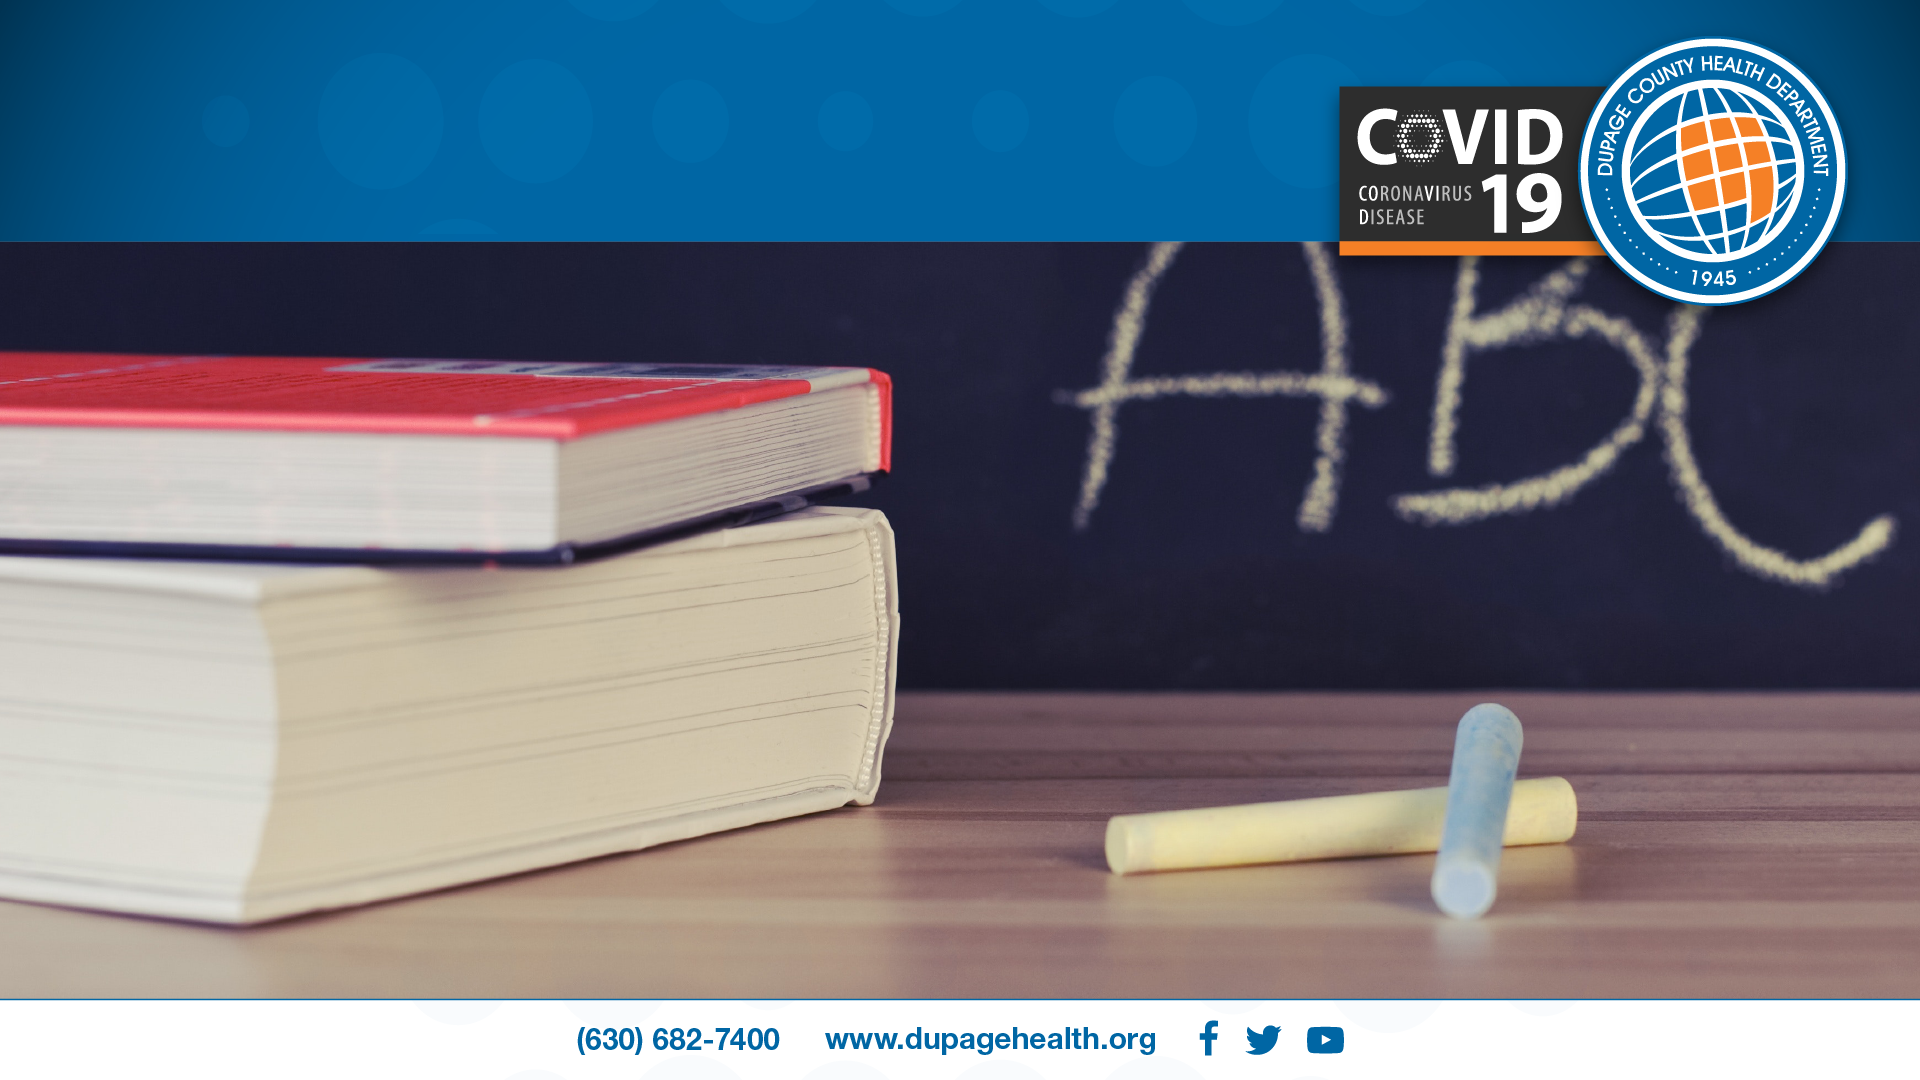 COVID
19
CORONAVIRUS
DISEASE
DUPAGE COUNTY HEALTH DEPARTMENT
1945
ABC
(630) 682-7400 www.dupagehealth.org